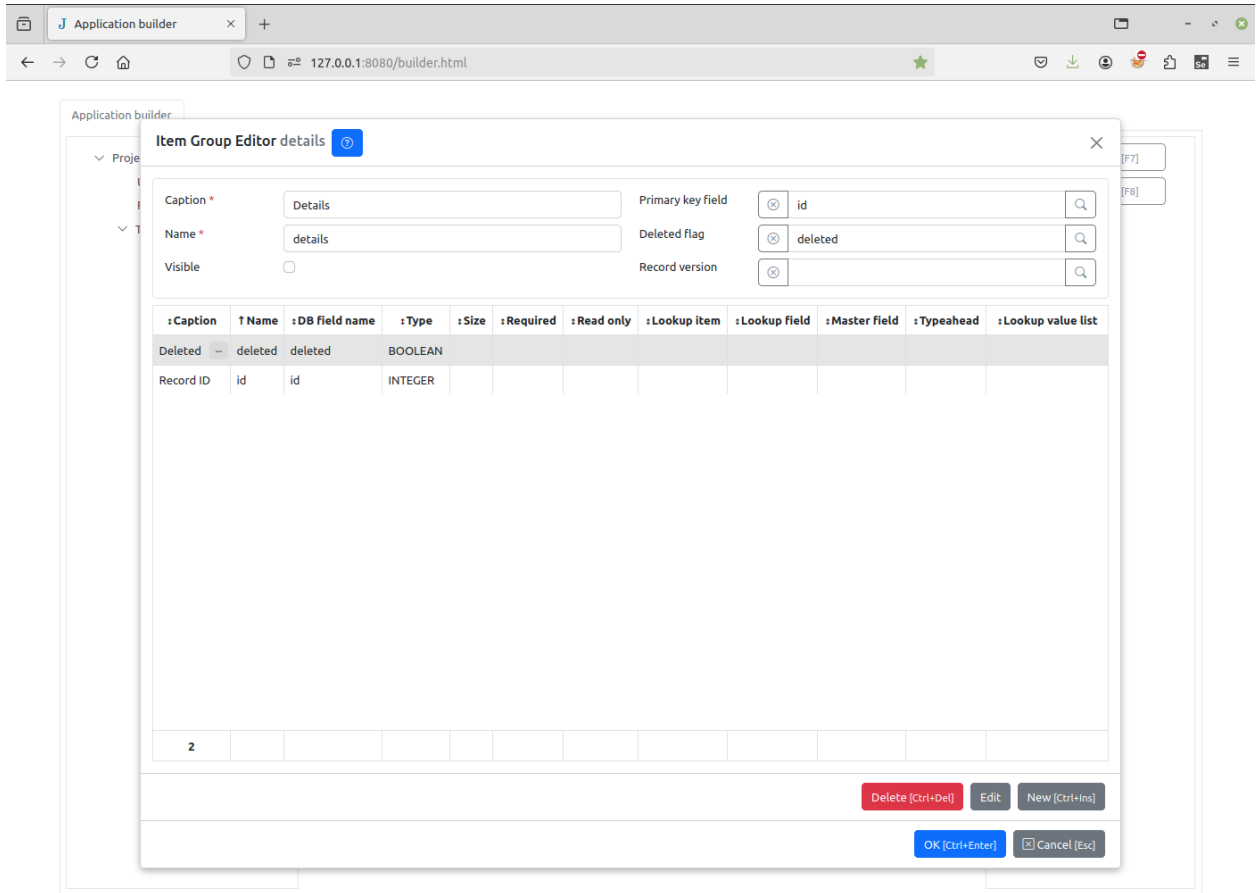 J Application builder
127.0.0.1:8080/builder.html
Application builder
Item Group Editor details
Proje
[F7]
[F8]
Caption * Details Primary key field id
Name * details Deleted flag deleted
Visible Record version
Caption Name DB field name Type Size Required Read only Lookup item Lookup field Master field Typeahead Lookup value list
Deleted ... deleted deleted BOOLEAN
Record ID id id INTEGER
2
Delete [Ctrl+Del] Edit New [Ctrl+Ins]
OK [Ctrl+Enter] Cancel [Esc]